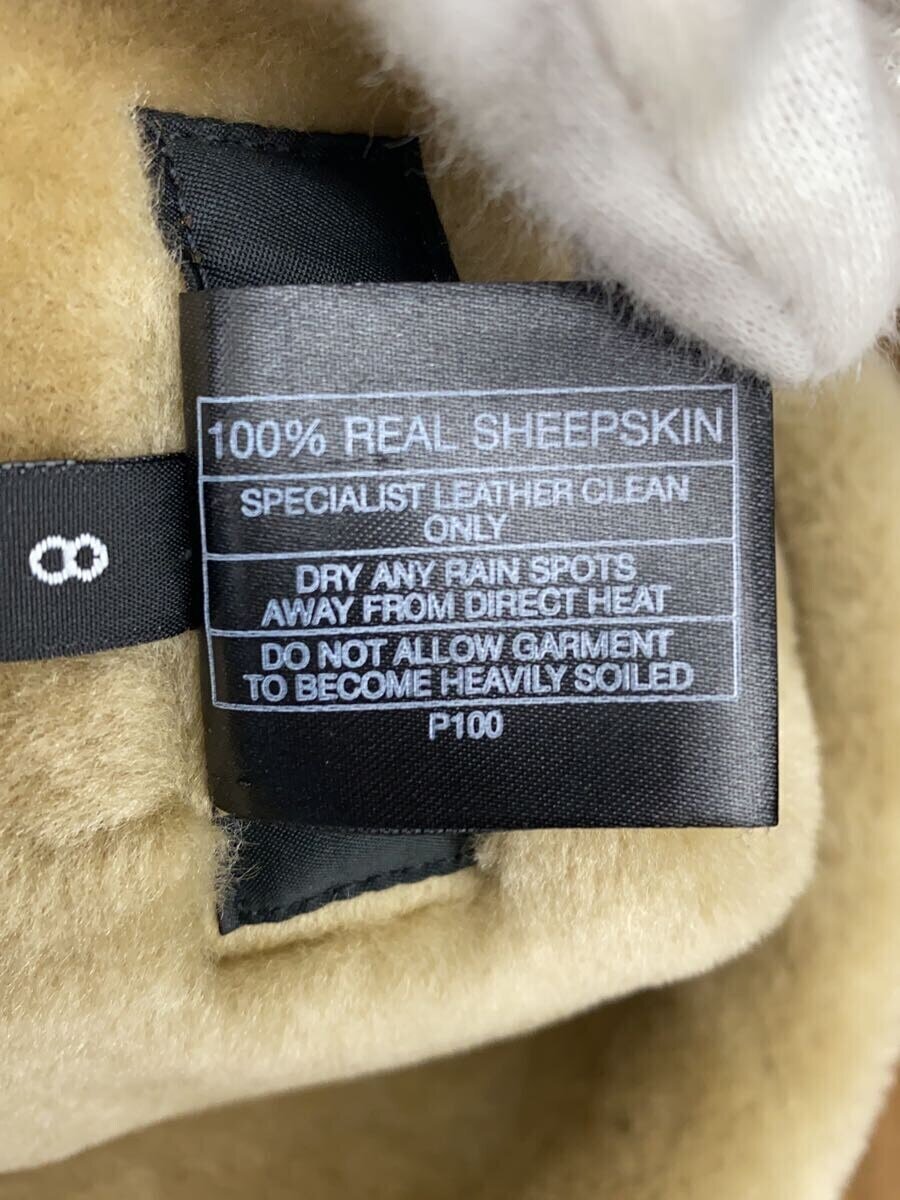 100% REAL SHEEPSKIN
SPECIALIST LEATHER CLEAN
ONLY
DRY ANY RAIN SPOTS
AWAY FROM DIRECT HEAT
DO NOT ALLOW GARMENT
TO BECOME HEAVILY SOILED
P100
8